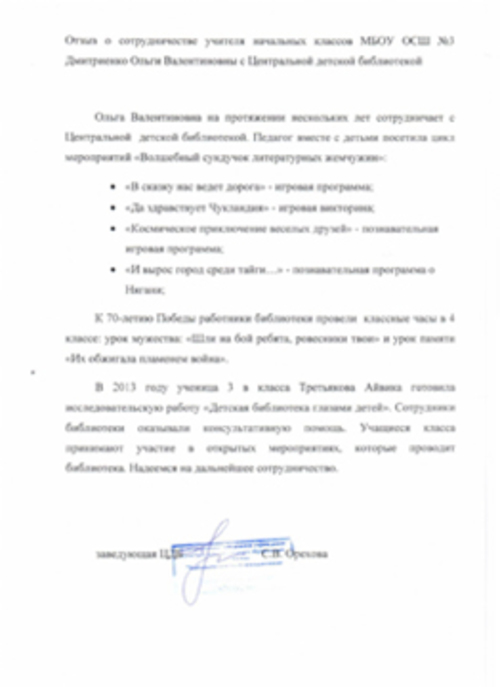 Отзыв о сотрудничестве учителя начальных классов МБОУ ОСШ №3
Дмитриенко Ольги Валентиновны с Центральной детской библиотекой
Ольга Валентиновна на протяжении нескольких лет сотрудничает с
Центральной детской библиотекой. Педагог вместе с детьми посетила цикл
мероприятий «Волшебный сундучок литературных жемчужин»:
• «В сказку нас ведет дорога» - игровая программа;
• «Да здравствует Чукландия» - игровая викторина;
• «Космическое приключение веселых друзей» - познавательная
игровая программа;
• «И вырос город среди тайги…» - познавательная программа о
Нягани;
К 70-летию Победы работники библиотеки провели классные часы в 4
классе: урок мужества: «Шли на бой ребята, ровесники твои» и урок памяти
«Их обжигала пламенем война».
В 2013 году ученица 3 в класса Третьякова Айвика готовила
исследовательскую работу «Детская библиотека глазами детей». Сотрудники
библиотеки оказывали консультативную помощь. Учащиеся класса
принимают участие в открытых мероприятиях, которые проводит
библиотека. Надеемся на дальнейшее сотрудничество.
заведующая С.В. Орехова